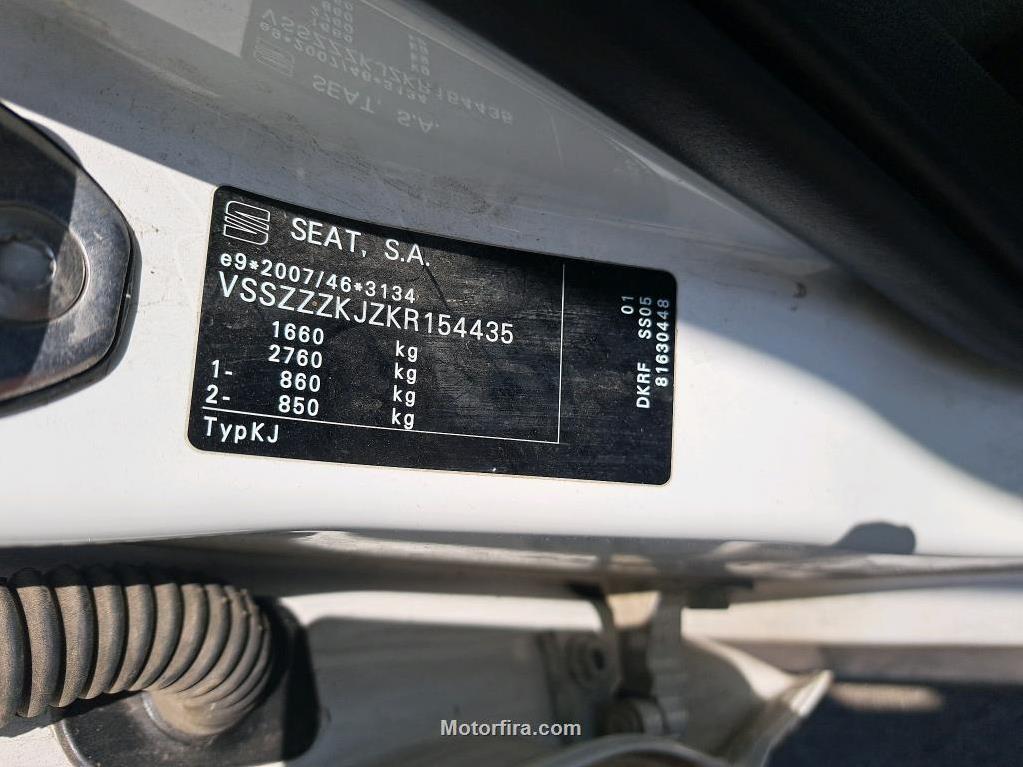 SEAT, S.A.
e9*2007/46*3134
VSSZZZKJZKR154435
1660 kg
2760 kg
1- 860 kg
2- 850 kg
TypKJ
01
DKRF SS05
81630448
Motorfira.com